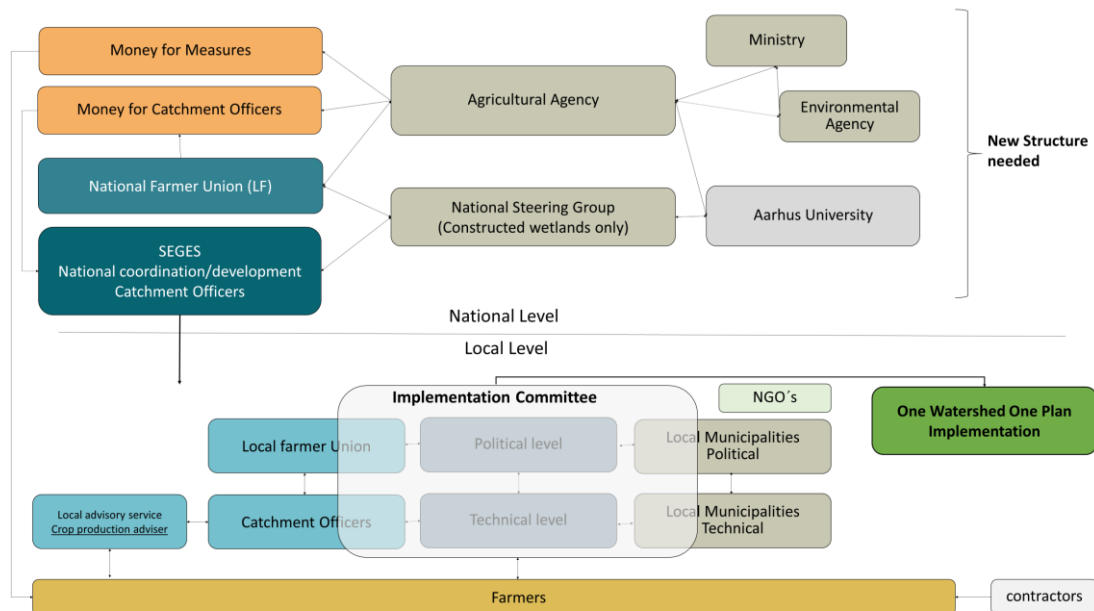 Money for Measures
Ministry
Agricultural Agency
Money for Catchment Officers
Environmental
Agency
New Structure
needed
National Farmer Union (LF)
National Steering Group
(Constructed wetlands only)
Aarhus University
SEGES
National coordination/development
Catchment Officers
National Level
Local Level
Implementation Committee
NGO´s
One Watershed One Plan
Implementation
Local farmer Union
Political level
Local Municipalities
Political
Local advisory service
Crop production adviser
Catchment Officers
Technical level
Local Municipalities
Technical
Farmers
contractors